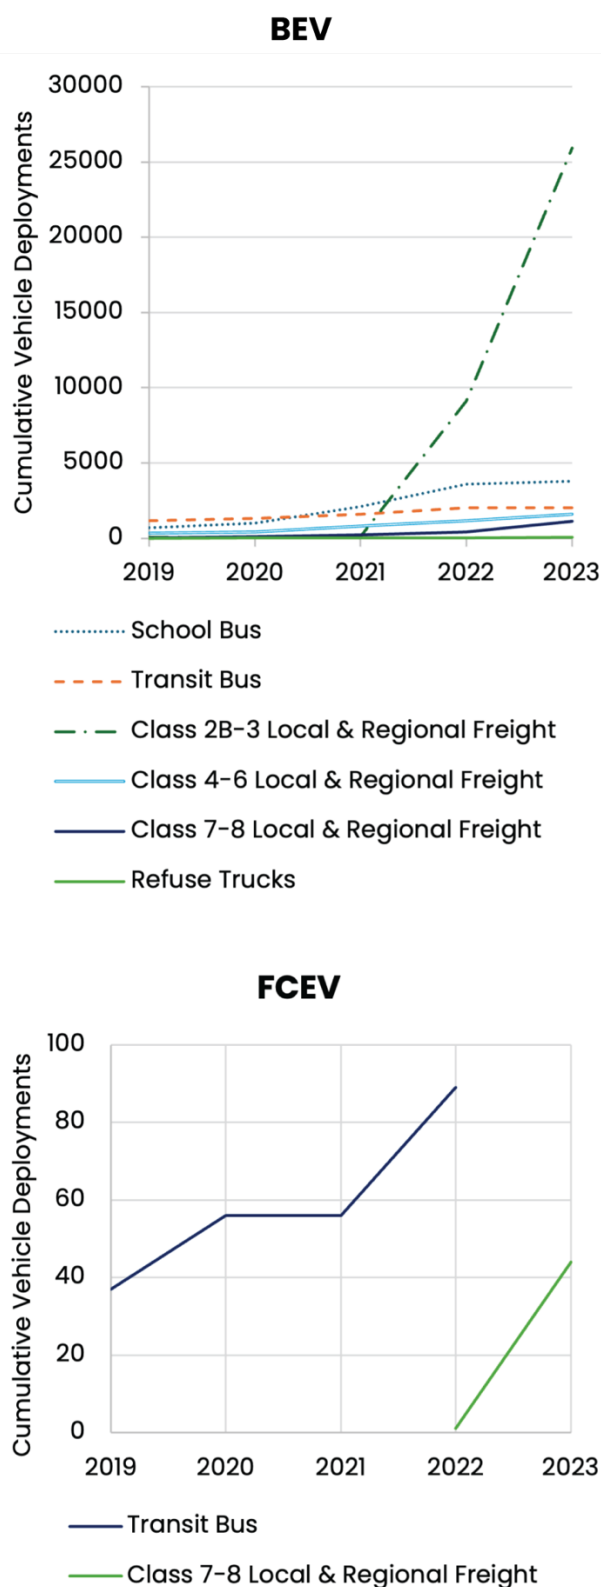 BEV
Cumulative Vehicle Deployments
30000
25000
20000
15000
10000
5000
0
2019 2020 2021 2022 2023
School Bus
Transit Bus
Class 2B-3 Local & Regional Freight
Class 4-6 Local & Regional Freight
Class 7-8 Local & Regional Freight
Refuse Trucks
FCEV
Cumulative Vehicle Deployments
100
80
60
40
20
0
2019 2020 2021 2022 2023
Transit Bus
Class 7-8 Local & Regional Freight